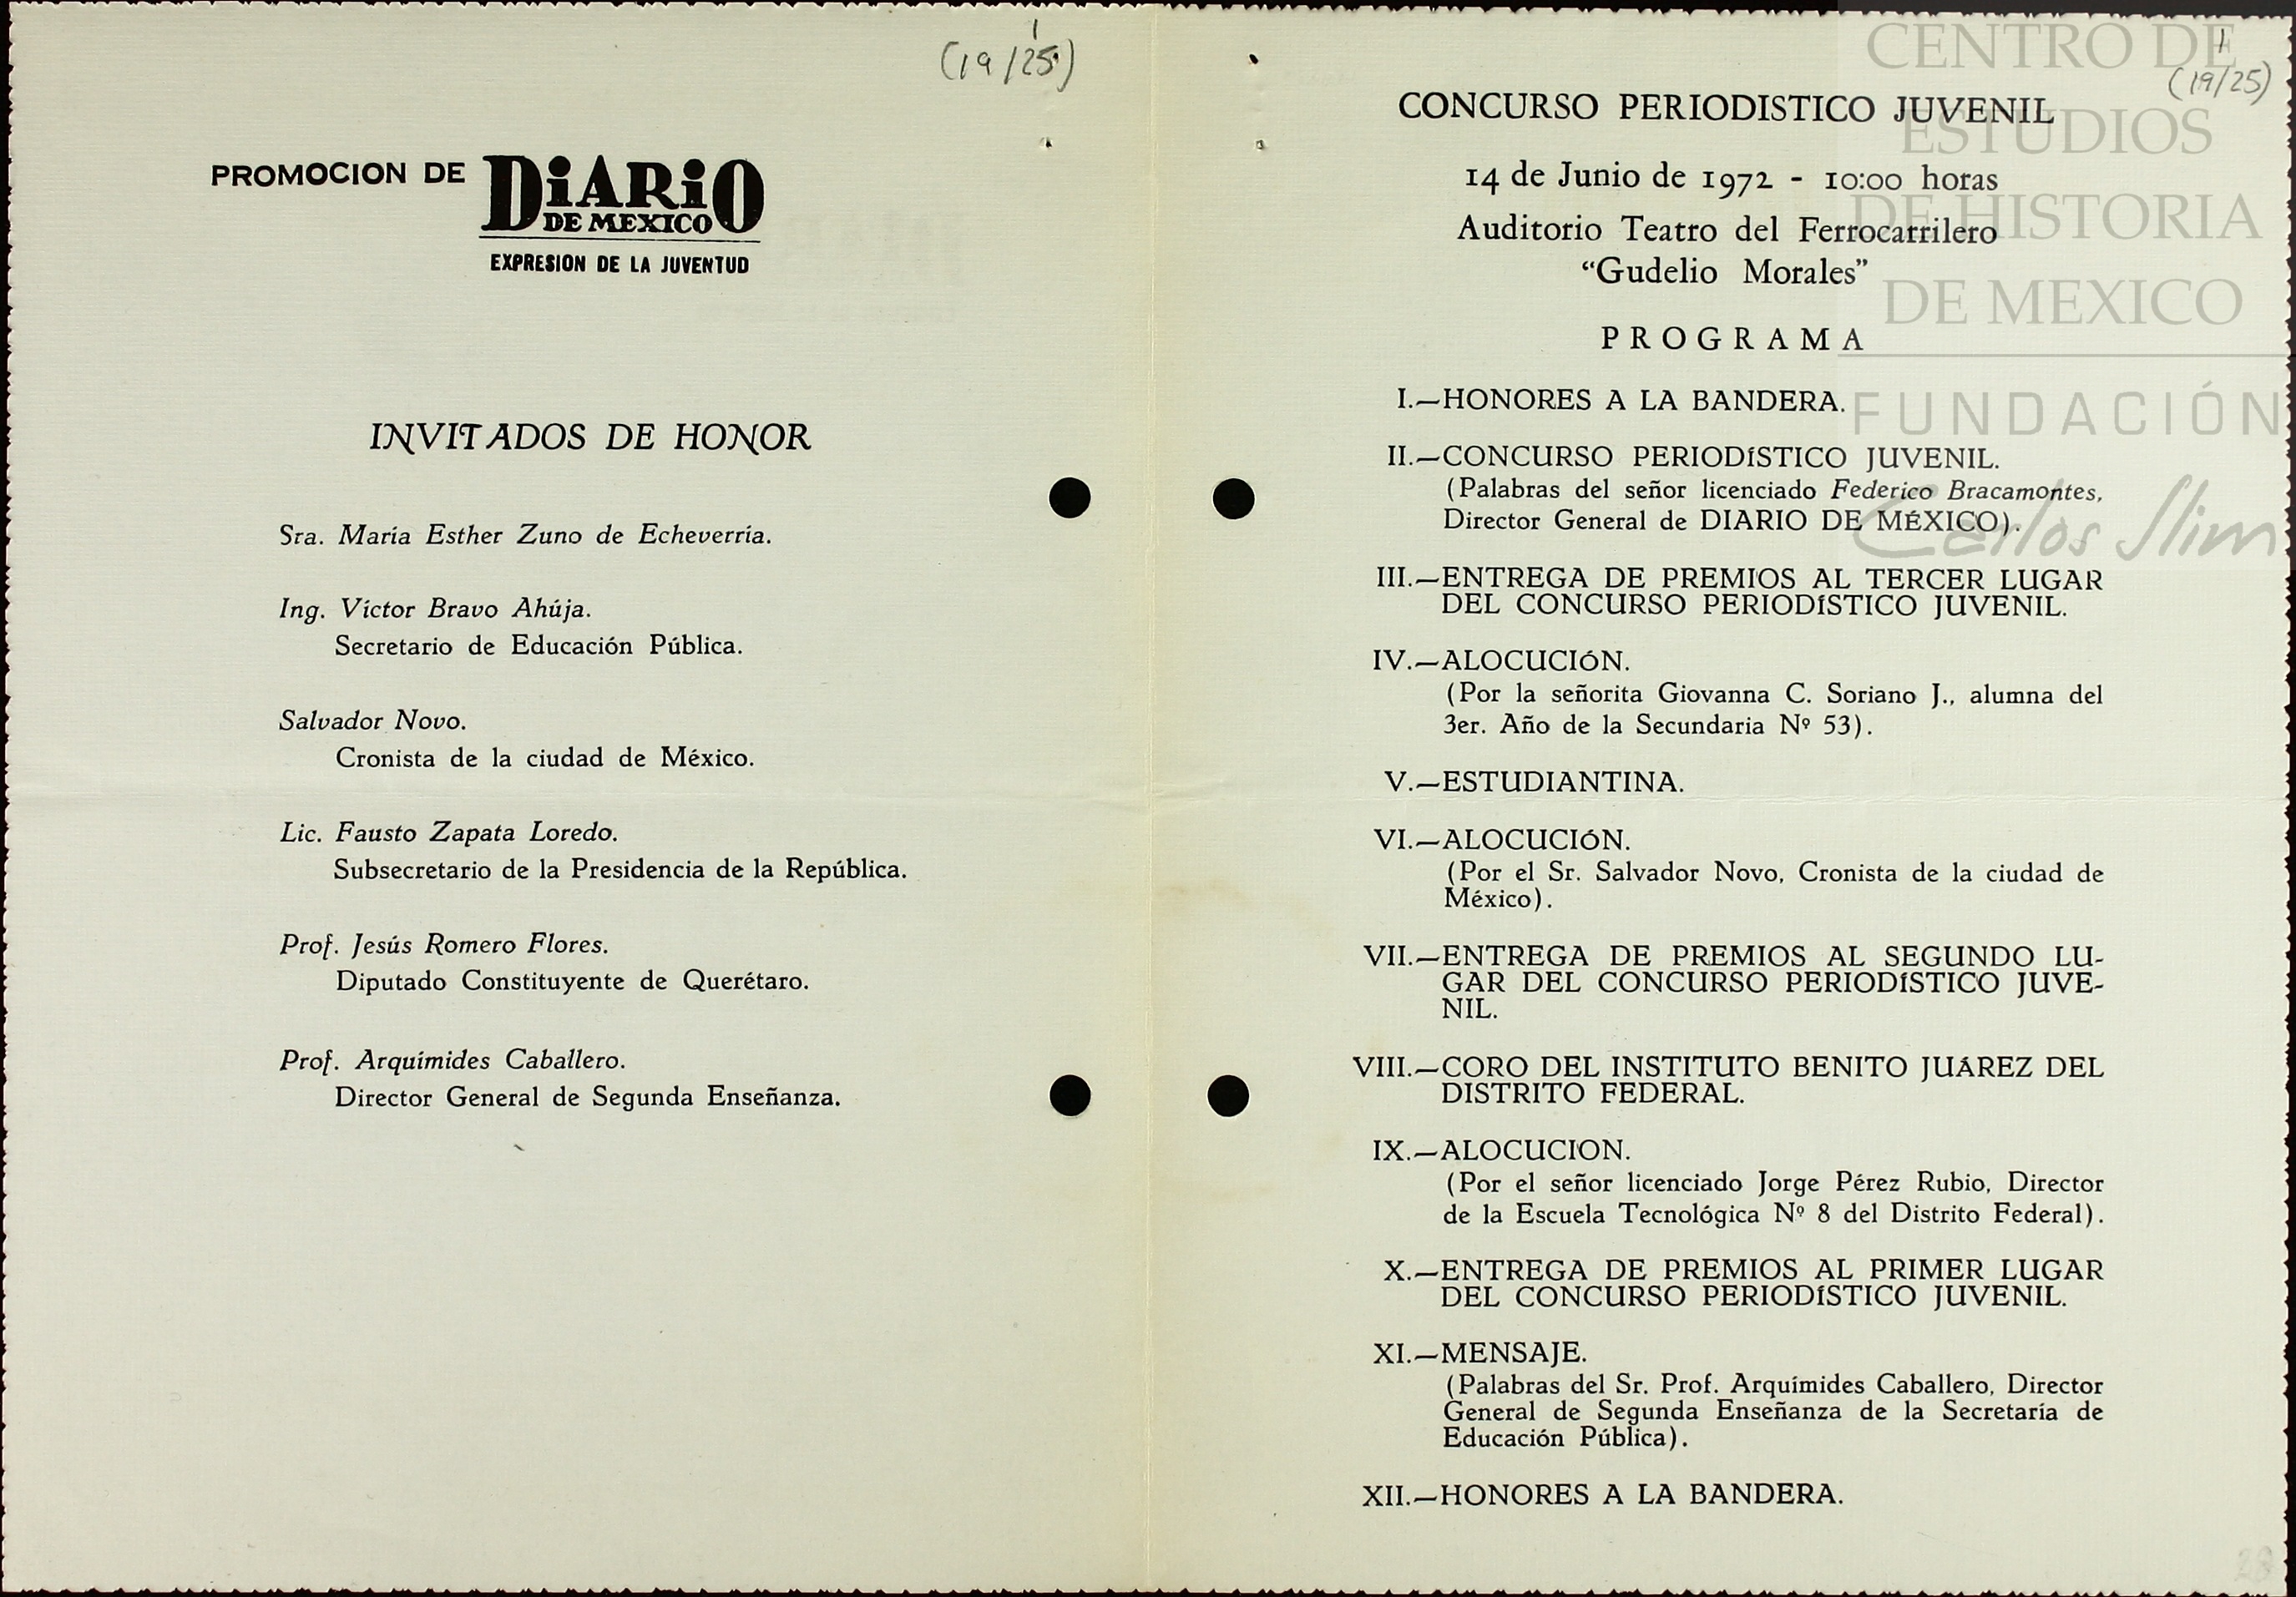 1
(19/25)
PROMOCION DE DiARiO
DE MEXICO
EXPRESION DE LA JUVENTUD
INVITADOS DE HONOR
Sra. María Esther Zuno de Echeverría.
Ing. Víctor Bravo Ahúja.
Secretario de Educación Pública.
Salvador Novo.
Cronista de la ciudad de México.
Lic. Fausto Zapata Loredo.
Subsecretario de la Presidencia de la República.
Prof. Jesús Romero Flores.
Diputado Constituyente de Querétaro.
Prof. Arquímides Caballero.
Director General de Segunda Enseñanza.
1
(19/25)
CONCURSO PERIODISTICO JUVENIL
14 de Junio de 1972 - 10:00 horas
Auditorio Teatro del Ferrocarrilero
“Gudelio Morales”
PROGRAMA
I.—HONORES A LA BANDERA.
II.—CONCURSO PERIODíSTICO JUVENIL.
(Palabras del señor licenciado Federico Bracamontes,
Director General de DIARIO DE MÉXICO).
III.—ENTREGA DE PREMIOS AL TERCER LUGAR
DEL CONCURSO PERIODíSTICO JUVENIL.
IV.—ALOCUCIóN.
(Por la señorita Giovanna C. Soriano J., alumna del
3er. Año de la Secundaria Nº 53).
V.—ESTUDIANTINA.
VI.—ALOCUCIóN.
(Por el Sr. Salvador Novo, Cronista de la ciudad de
México).
VII.—ENTREGA DE PREMIOS AL SEGUNDO LU-
GAR DEL CONCURSO PERIODíSTICO JUVE-
NIL.
VIII.—CORO DEL INSTITUTO BENITO JUÁREZ DEL
DISTRITO FEDERAL.
IX.—ALOCUCION.
(Por el señor licenciado Jorge Pérez Rubio, Director
de la Escuela Tecnológica Nº 8 del Distrito Federal).
X.—ENTREGA DE PREMIOS AL PRIMER LUGAR
DEL CONCURSO PERIODíSTICO JUVENIL.
XI.—MENSAJE.
(Palabras del Sr. Prof. Arquímides Caballero, Director
General de Segunda Enseñanza de la Secretaría de
Educación Pública).
XII.—HONORES A LA BANDERA.
28
CENTRO DE
ESTUDIOS
DE HISTORIA
DE MEXICO
FUNDACIÓN
Carlos Slim